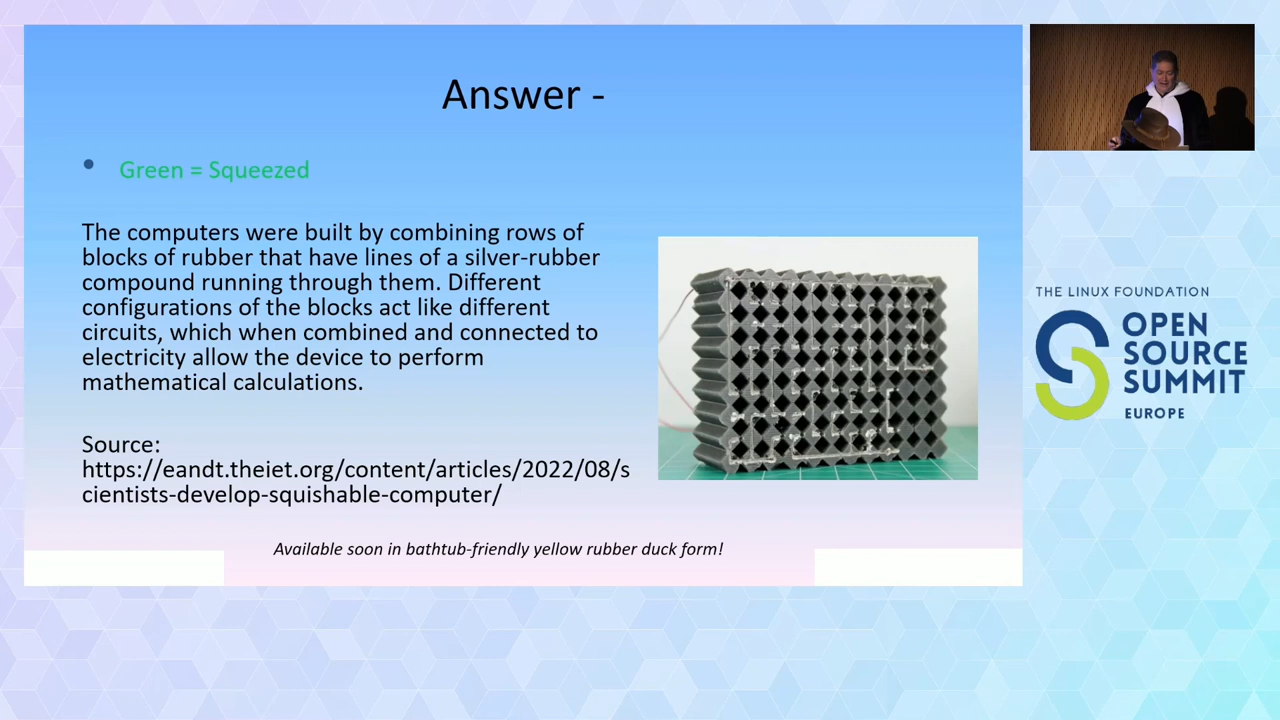 Answer -
• Green = Squeezed
The computers were built by combining rows of
blocks of rubber that have lines of a silver-rubber
compound running through them. Different
configurations of the blocks act like different
circuits, which when combined and connected to
electricity allow the device to perform
mathematical calculations.
Source:
https://eandt.theiet.org/content/articles/2022/08/s
cientists-develop-squishable-computer/
Available soon in bathtub-friendly yellow rubber duck form!
THE LINUX FOUNDATION
OPEN
SOURCE
SUMMIT
EUROPE